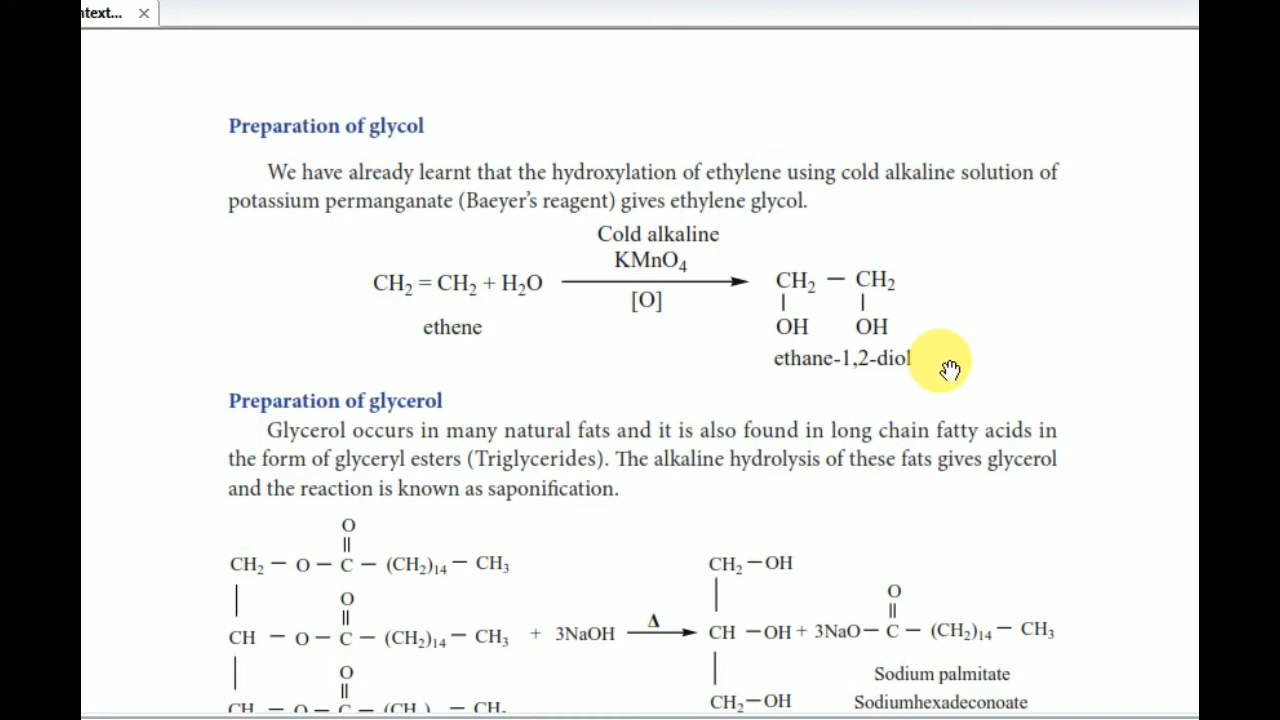 ntext...
Preparation of glycol
We have already learnt that the hydroxylation of ethylene using cold alkaline solution of
potassium permanganate (Baeyer's reagent) gives ethylene glycol.
Cold alkaline
KMnO₄
CH₂ = CH₂ + H₂O
[O]
CH₂ — CH₂
| |
OH OH
ethene
ethane-1,2-diol
Preparation of glycerol
Glycerol occurs in many natural fats and it is also found in long chain fatty acids in
the form of glyceryl esters (Triglycerides). The alkaline hydrolysis of these fats gives glycerol
and the reaction is known as saponification.
O
||
CH₂ — O — C — (CH₂)₁₄ — CH₃
| O
||
CH — O — C — (CH₂)₁₄ — CH₃ + 3NaOH
| O
||
CH — O — C — (CH ) — CH
Δ
CH₂ — OH
| O
||
CH — OH + 3NaO — C — (CH₂)₁₄ — CH₃
|
CH₂ — OH
Sodium palmitate
Sodiumhexadeconoate